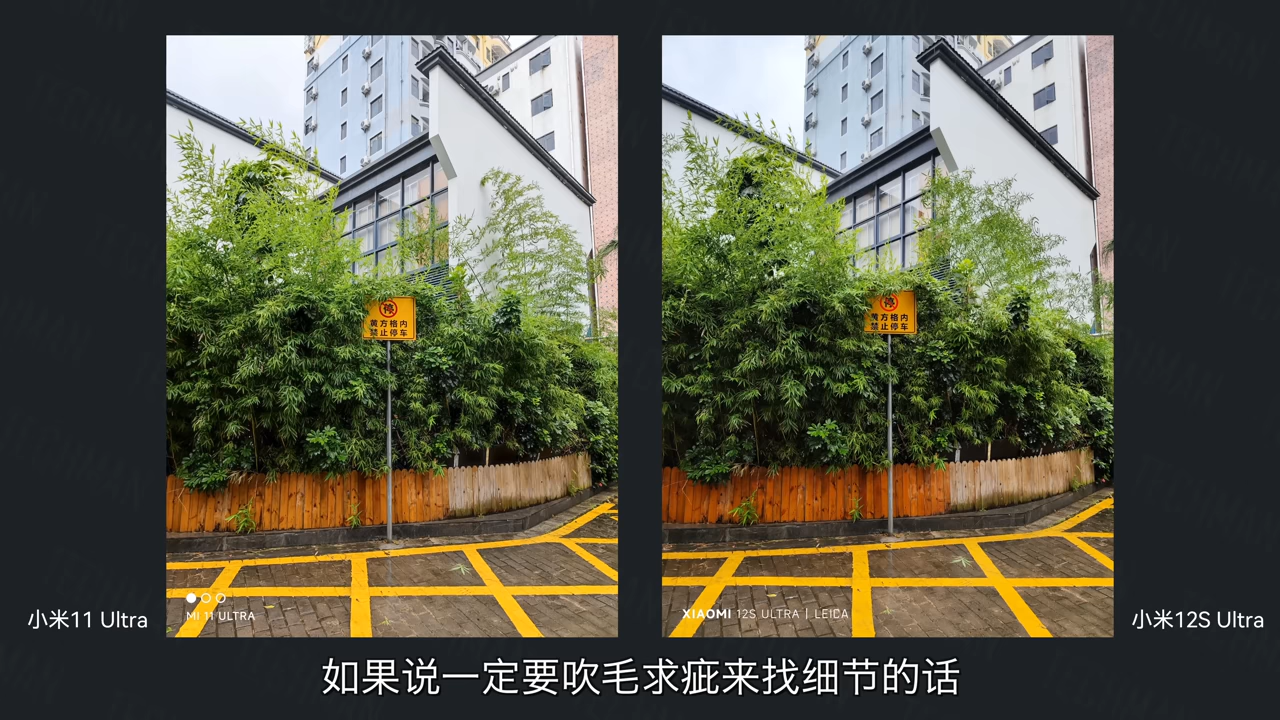 停
黄方格内
禁止停车
停
黄方格内
禁止停车
MI 11 ULTRA
XIAOMI 12S ULTRA | LEICA
小米11 Ultra
小米12S Ultra
如果说一定要吹毛求疵来找细节的话